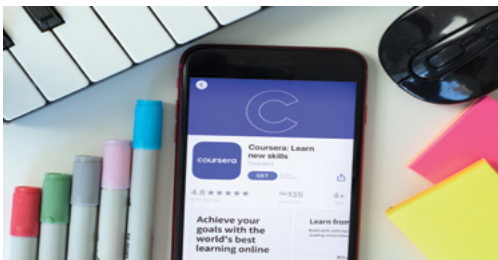 C
Coursera: Learn
new skills
Coursera
coursera
GET
4.8 ★★★★★
No135
4+
Achieve your
goals with the
world's best
learning online
Learn from